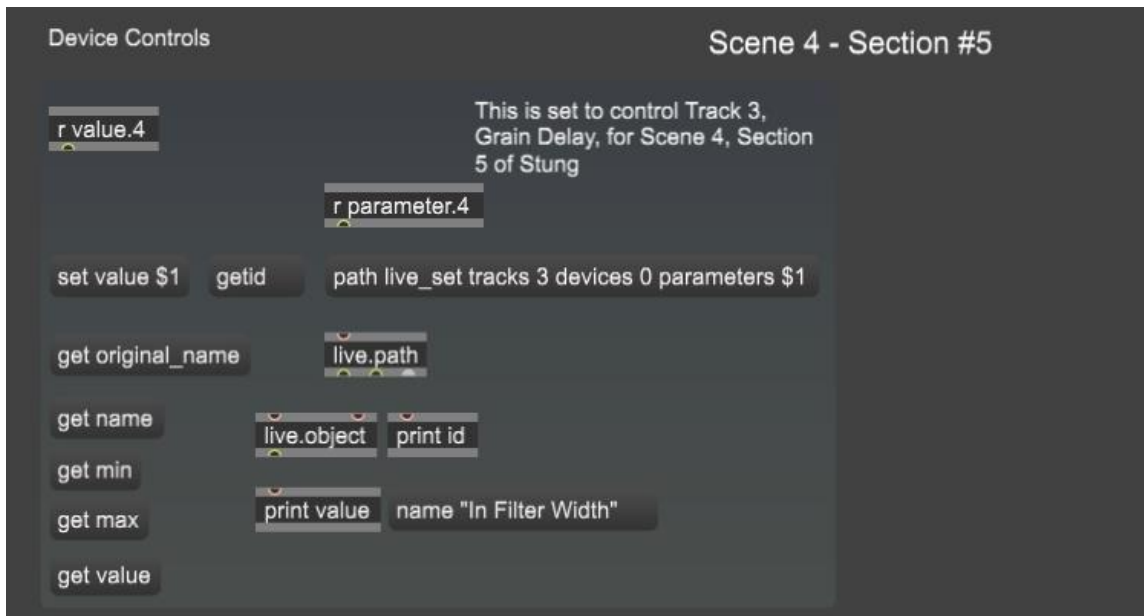 Device Controls
Scene 4 - Section #5
r value.4
This is set to control Track 3,
Grain Delay, for Scene 4, Section
5 of Stung
r parameter.4
set value $1
getid
path live_set tracks 3 devices 0 parameters $1
get original_name
live.path
get name
live.object
print id
get min
print value
name "In Filter Width"
get max
get value